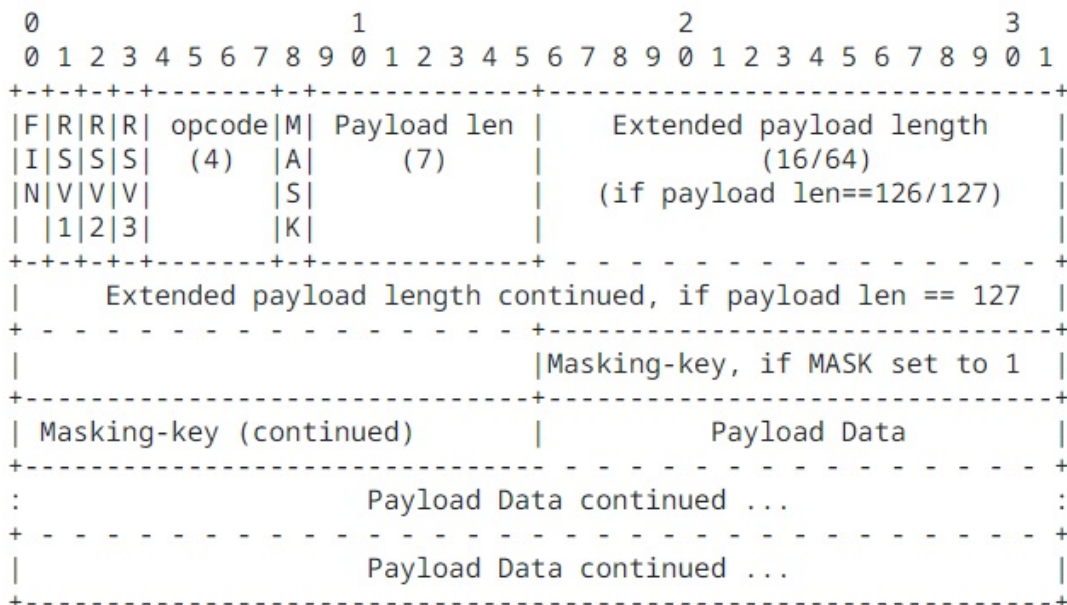 0                   1                   2                   3
 0 1 2 3 4 5 6 7 8 9 0 1 2 3 4 5 6 7 8 9 0 1 2 3 4 5 6 7 8 9 0 1
+-+-+-+-+-------+-+-------------+-------------------------------+
|F|R|R|R| opcode|M| Payload len |    Extended payload length    |
|I|S|S|S|  (4)  |A|     (7)     |             (16/64)           |
|N|V|V|V|       |S|             |   (if payload len==126/127)   |
| |1|2|3|       |K|             |                               |
+-+-+-+-+-------+-+-------------+ - - - - - - - - - - - - - - - +
|     Extended payload length continued, if payload len == 127  |
+ - - - - - - - - - - - - - - - +-------------------------------+
|                               |Masking-key, if MASK set to 1  |
+-------------------------------+-------------------------------+
| Masking-key (continued)       |          Payload Data         |
+-------------------------------- - - - - - - - - - - - - - - - +
:                     Payload Data continued ...                :
+ - - - - - - - - - - - - - - - - - - - - - - - - - - - - - - - +
|                     Payload Data continued ...                |
+---------------------------------------------------------------+